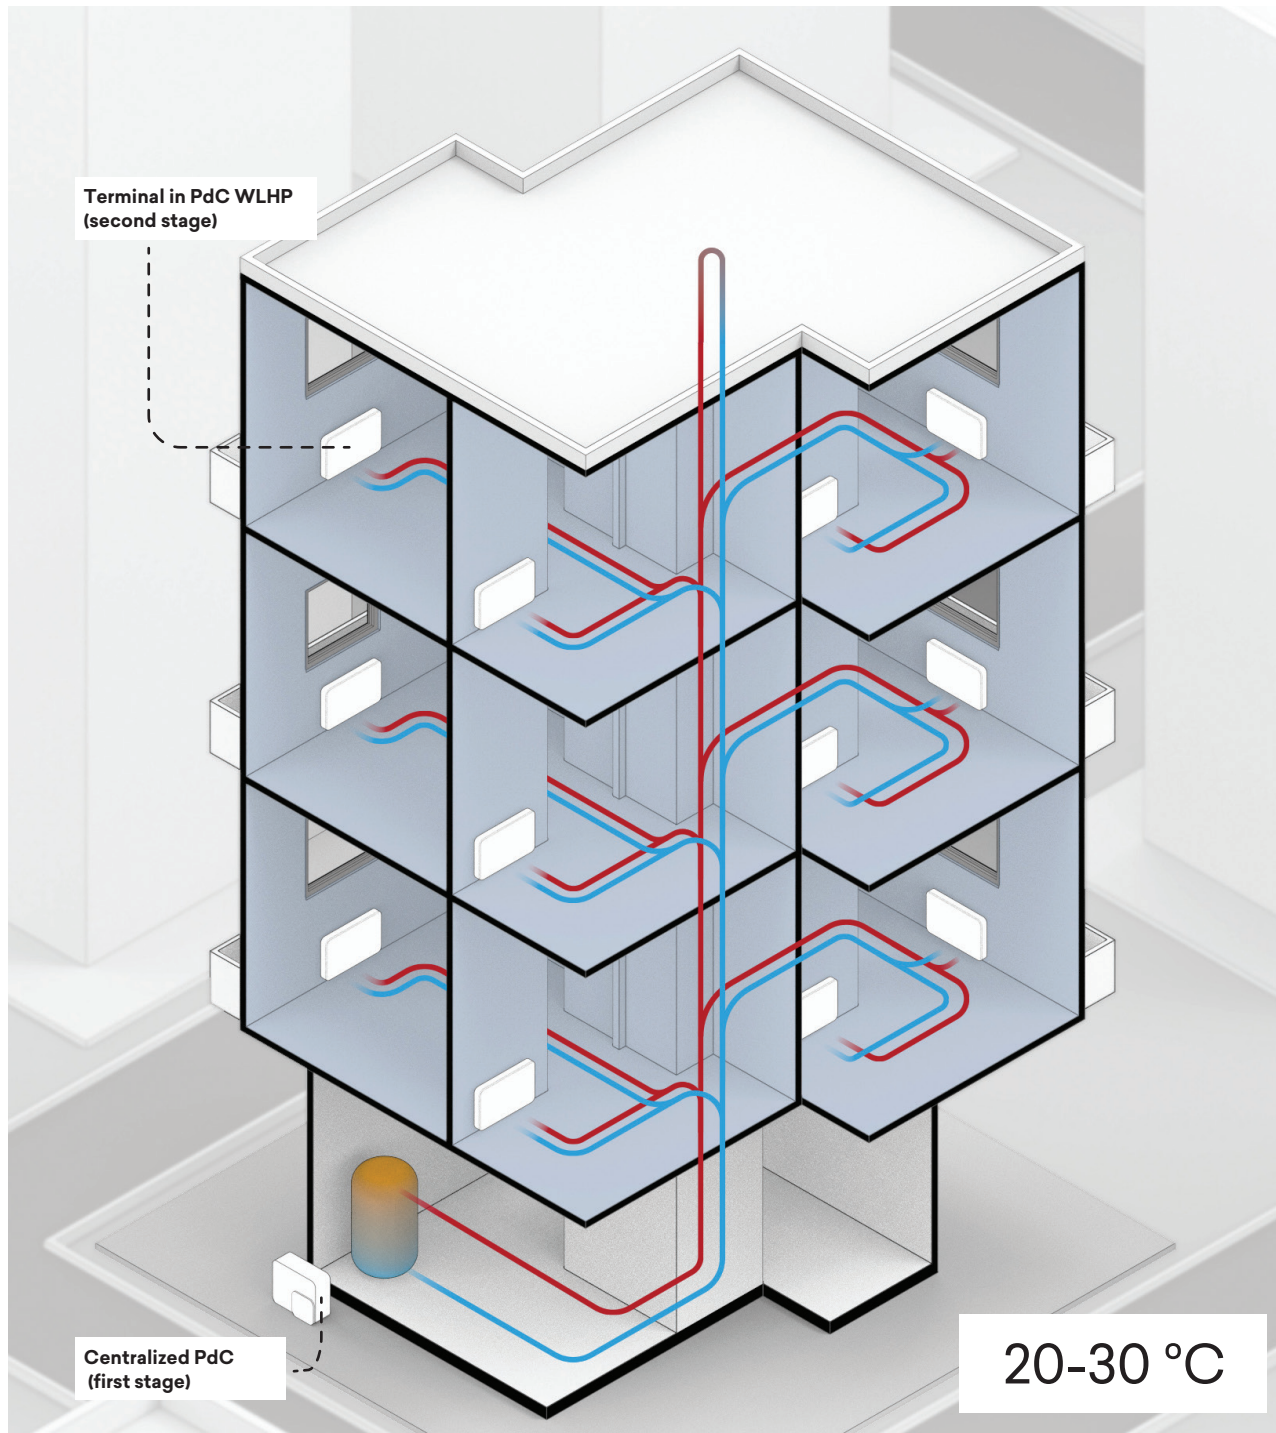 Terminal in PdC WLHP
(second stage)
Centralized PdC
(first stage)
20-30 °C